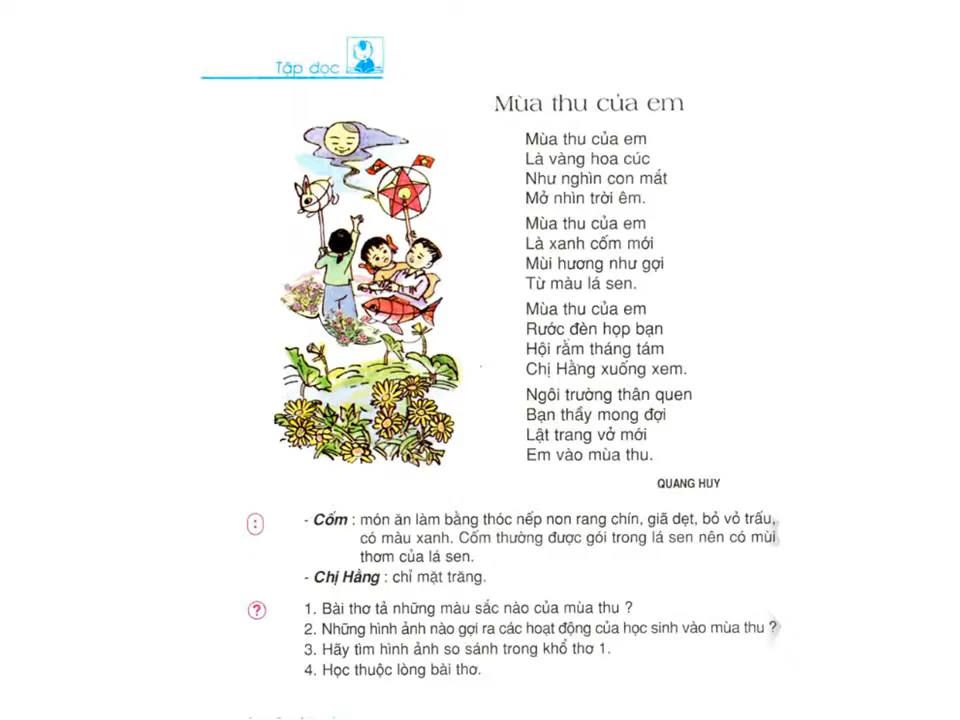 Tập đọc
Mùa thu của em
Mùa thu của em
Là vàng hoa cúc
Như nghìn con mắt
Mở nhìn trời êm.
Mùa thu của em
Là xanh cốm mới
Mùi hương như gợi
Từ màu lá sen.
Mùa thu của em
Rước đèn họp bạn
Hội rằm tháng tám
Chị Hằng xuống xem.
Ngôi trường thân quen
Bạn thầy mong đợi
Lật trang vở mới
Em vào mùa thu.
QUANG HUY
- Cốm : món ăn làm bằng thóc nếp non rang chín, giã dẹt, bỏ vỏ trấu,
có màu xanh. Cốm thường được gói trong lá sen nên có mùi
thơm của lá sen.
- Chị Hằng : chỉ mặt trăng.
1. Bài thơ tả những màu sắc nào của mùa thu ?
2. Những hình ảnh nào gợi ra các hoạt động của học sinh vào mùa thu ?
3. Hãy tìm hình ảnh so sánh trong khổ thơ 1.
4. Học thuộc lòng bài thơ.